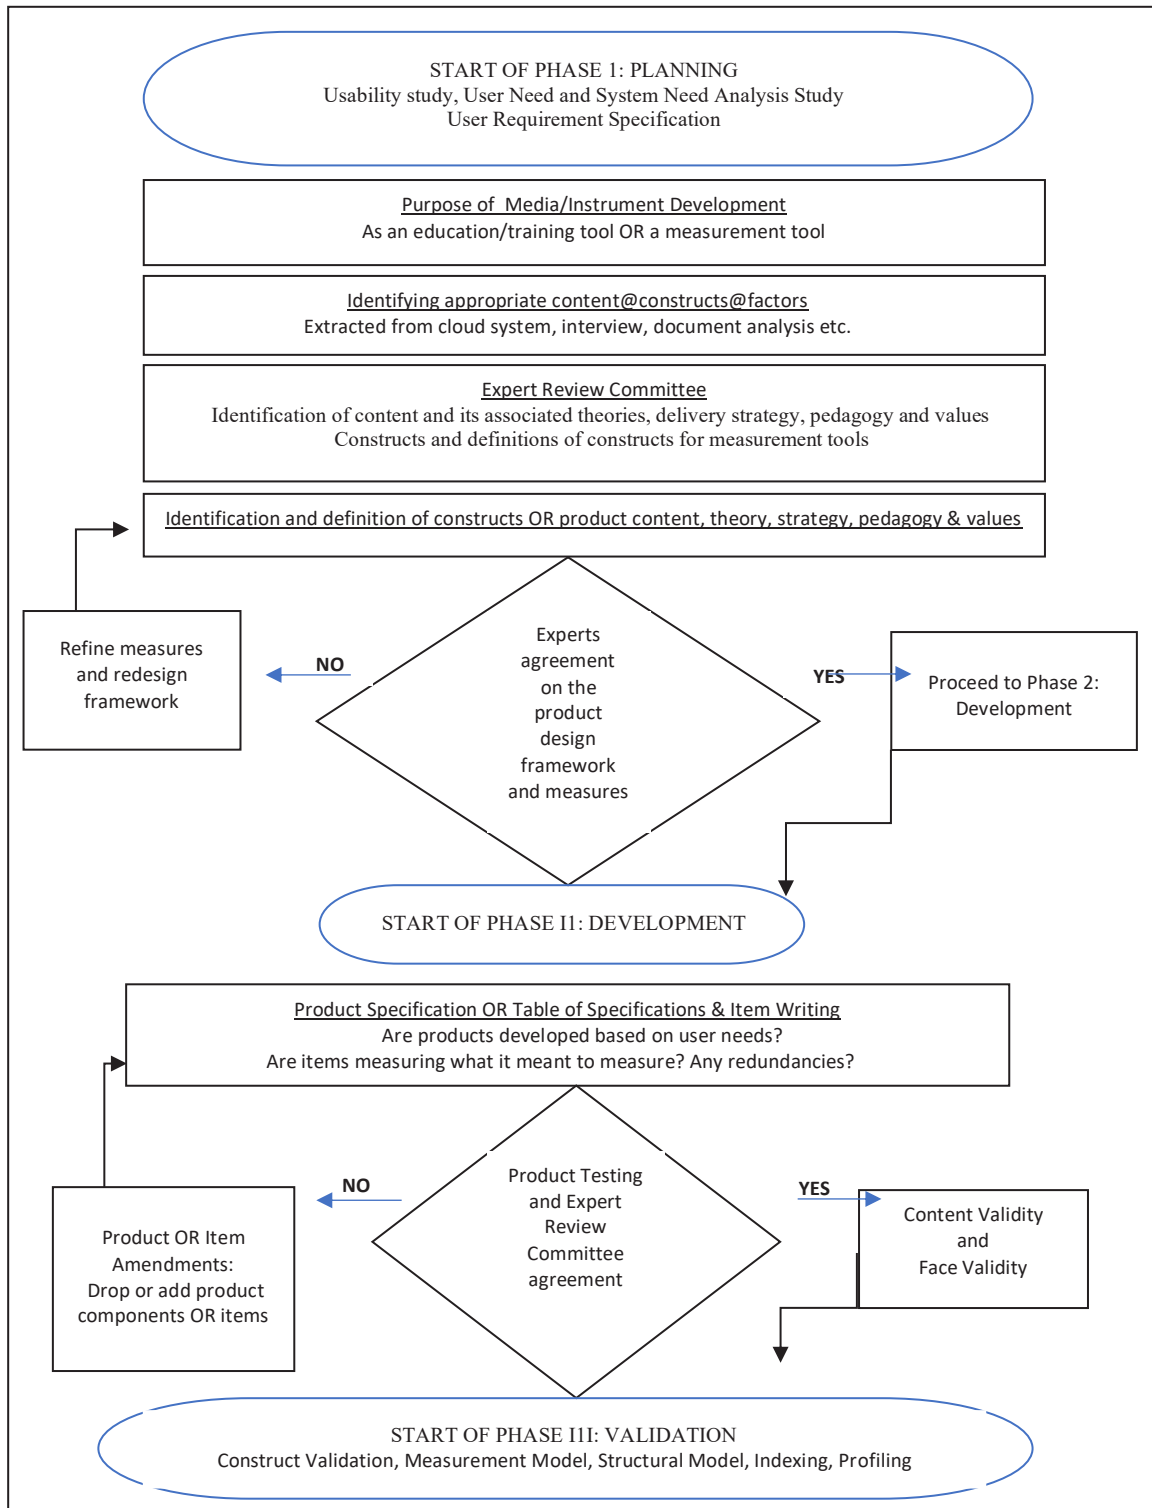 START OF PHASE 1: PLANNING
Usability study, User Need and System Need Analysis Study
User Requirement Specification
Purpose of  Media/Instrument Development
As an education/training tool OR a measurement tool
Identifying appropriate content@constructs@factors
Extracted from cloud system, interview, document analysis etc.
Expert Review Committee
Identification of content and its associated theories, delivery strategy, pedagogy and values
Constructs and definitions of constructs for measurement tools
Identification and definition of constructs OR product content, theory, strategy, pedagogy & values
Refine measures
and redesign
framework
NO
Experts
agreement
on the
product
design
framework
and measures
YES
Proceed to Phase 2:
Development
START OF PHASE I1: DEVELOPMENT
Product Specification OR Table of Specifications & Item Writing
Are products developed based on user needs?
Are items measuring what it meant to measure? Any redundancies?
Product OR Item
Amendments:
Drop or add product
components OR items
NO
Product Testing
and Expert
Review
Committee
agreement
YES
Content Validity
and
Face Validity
START OF PHASE I1I: VALIDATION
Construct Validation, Measurement Model, Structural Model, Indexing, Profiling